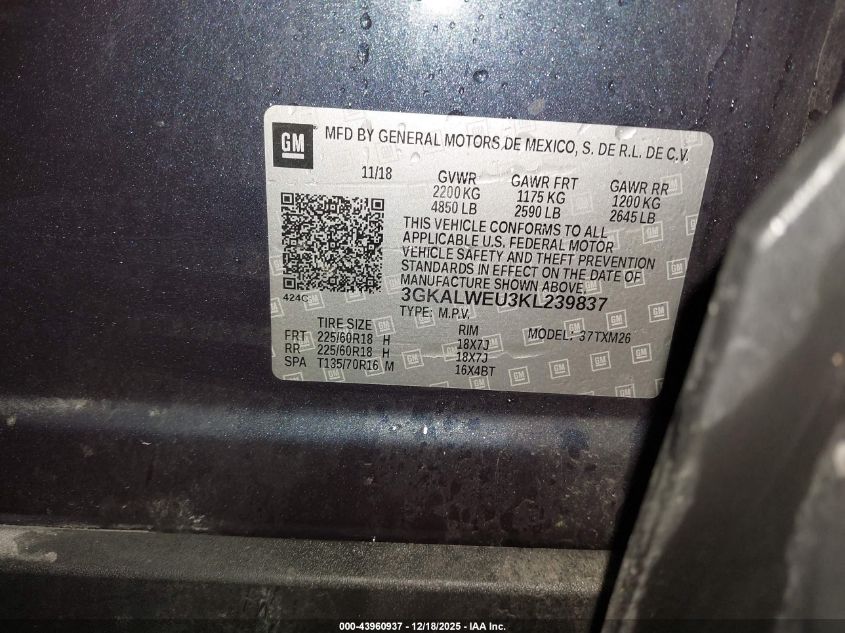 GM
MFD BY GENERAL MOTORS DE MEXICO, S. DE R.L. DE C.V.
11/18 GVWR GAWR FRT GAWR RR
2200 KG 1175 KG 1200 KG
4850 LB 2590 LB 2645 LB
THIS VEHICLE CONFORMS TO ALL
APPLICABLE U.S. FEDERAL MOTOR
VEHICLE SAFETY AND THEFT PREVENTION
STANDARDS IN EFFECT ON THE DATE OF
MANUFACTURE SHOWN ABOVE.
424C
3GKALWEU3KL239837
TYPE: M.P.V.
TIRE SIZE RIM MODEL: 37TXM26
FRT 225/60R18 H 18X7J
RR 225/60R18 H 18X7J
SPA T135/70R16 M 16X4BT
000-43960937 - 12/18/2025 - IAA Inc.